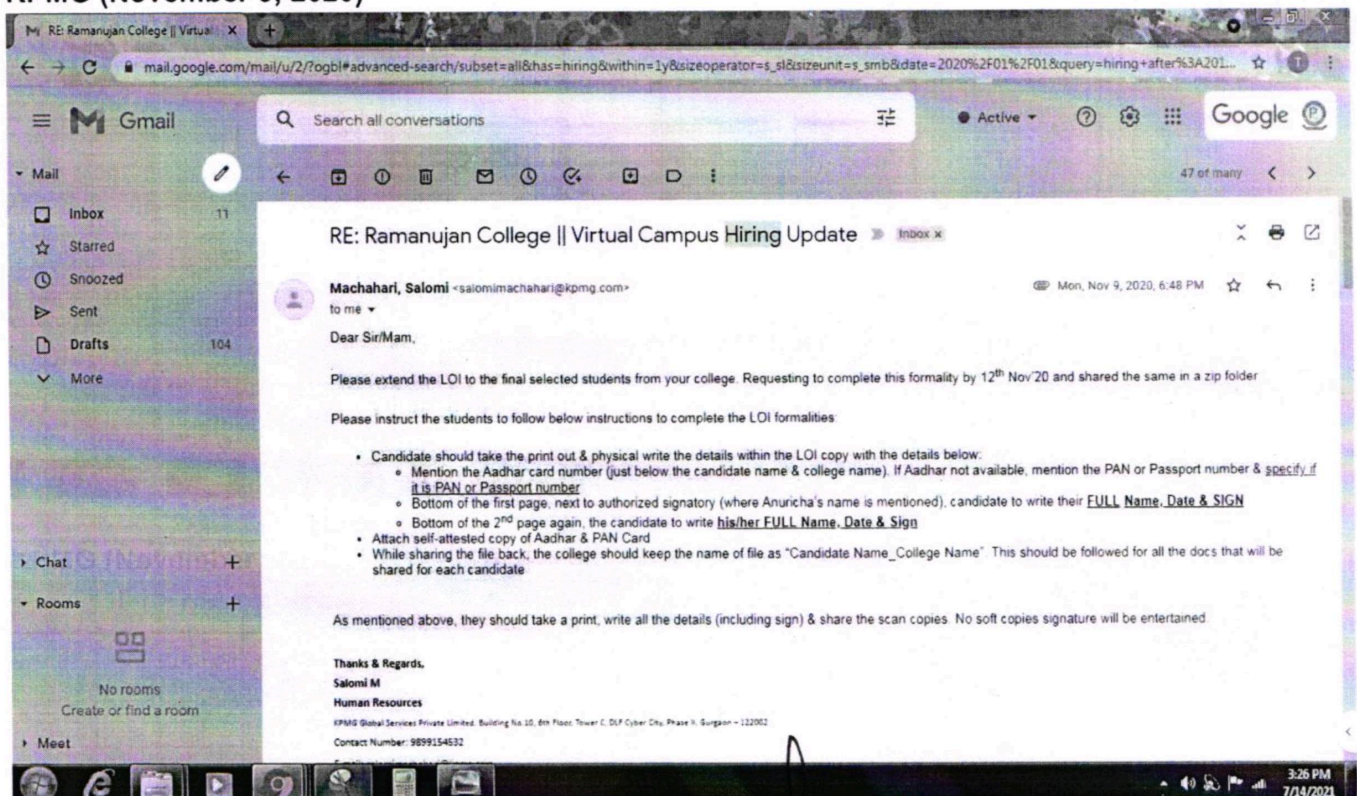 RE: Ramanujan College || Virtual
mail.google.com/mail/u/2/?ogbl#advanced-search/subset=all&has=hiring&within=1y&sizeoperator=s_sl&sizeunit=s_smb&date=2020%2F01%2F01&query=hiring+after%3A201...
Gmail
Search all conversations
Active
Google
Mail
47 of many
Inbox 11
Starred
Snoozed
Sent
Drafts 104
More
Chat
Rooms
No rooms
Create or find a room
Meet
RE: Ramanujan College || Virtual Campus Hiring Update Inbox x
Machahari, Salomi <salomimachahari@kpmg.com> Mon, Nov 9, 2020, 6:48 PM
to me
Dear Sir/Mam,
Please extend the LOI to the final selected students from your college. Requesting to complete this formality by 12th Nov'20 and shared the same in a zip folder
Please instruct the students to follow below instructions to complete the LOI formalities:
• Candidate should take the print out & physical write the details within the LOI copy with the details below:
o Mention the Aadhar card number (just below the candidate name & college name). If Aadhar not available, mention the PAN or Passport number & specify if
it is PAN or Passport number
o Bottom of the first page, next to authorized signatory (where Anuricha's name is mentioned), candidate to write their FULL Name, Date & SIGN
o Bottom of the 2nd page again, the candidate to write his/her FULL Name, Date & Sign
• Attach self-attested copy of Aadhar & PAN Card
• While sharing the file back, the college should keep the name of file as "Candidate Name_College Name". This should be followed for all the docs that will be
shared for each candidate
As mentioned above, they should take a print, write all the details (including sign) & share the scan copies. No soft copies signature will be entertained.
Thanks & Regards,
Salomi M
Human Resources
KPMG Global Services Private Limited, Building No.10, 6th Floor, Tower C, DLF Cyber City, Phase II, Gurgaon – 122002
Contact Number: 9899154532
3:26 PM
7/14/2021